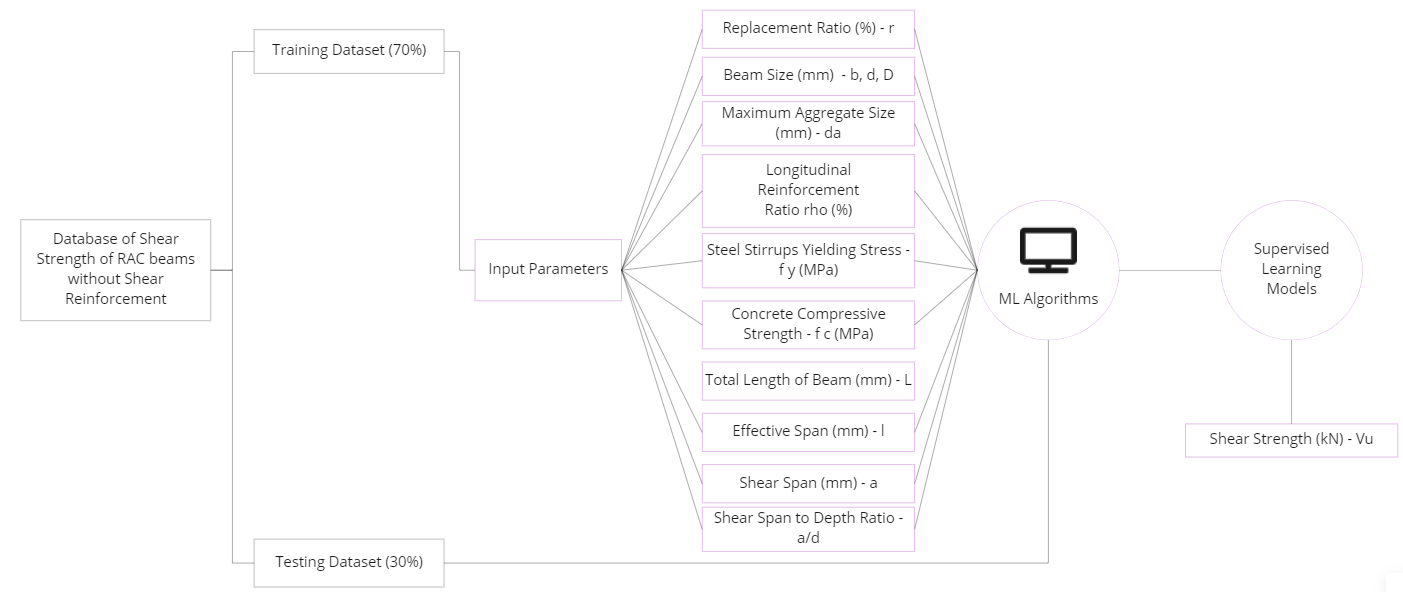 Database of Shear
Strength of RAC beams
without Shear
Reinforcement
Training Dataset (70%)
Testing Dataset (30%)
Input Parameters
Replacement Ratio (%) - r
Beam Size (mm) - b, d, D
Maximum Aggregate Size
(mm) - da
Longitudinal
Reinforcement
Ratio rho (%)
Steel Stirrups Yielding Stress -
f y (MPa)
Concrete Compressive
Strength - f c (MPa)
Total Length of Beam (mm) - L
Effective Span (mm) - l
Shear Span (mm) - a
Shear Span to Depth Ratio -
a/d
ML Algorithms
Supervised
Learning
Models
Shear Strength (kN) - Vu